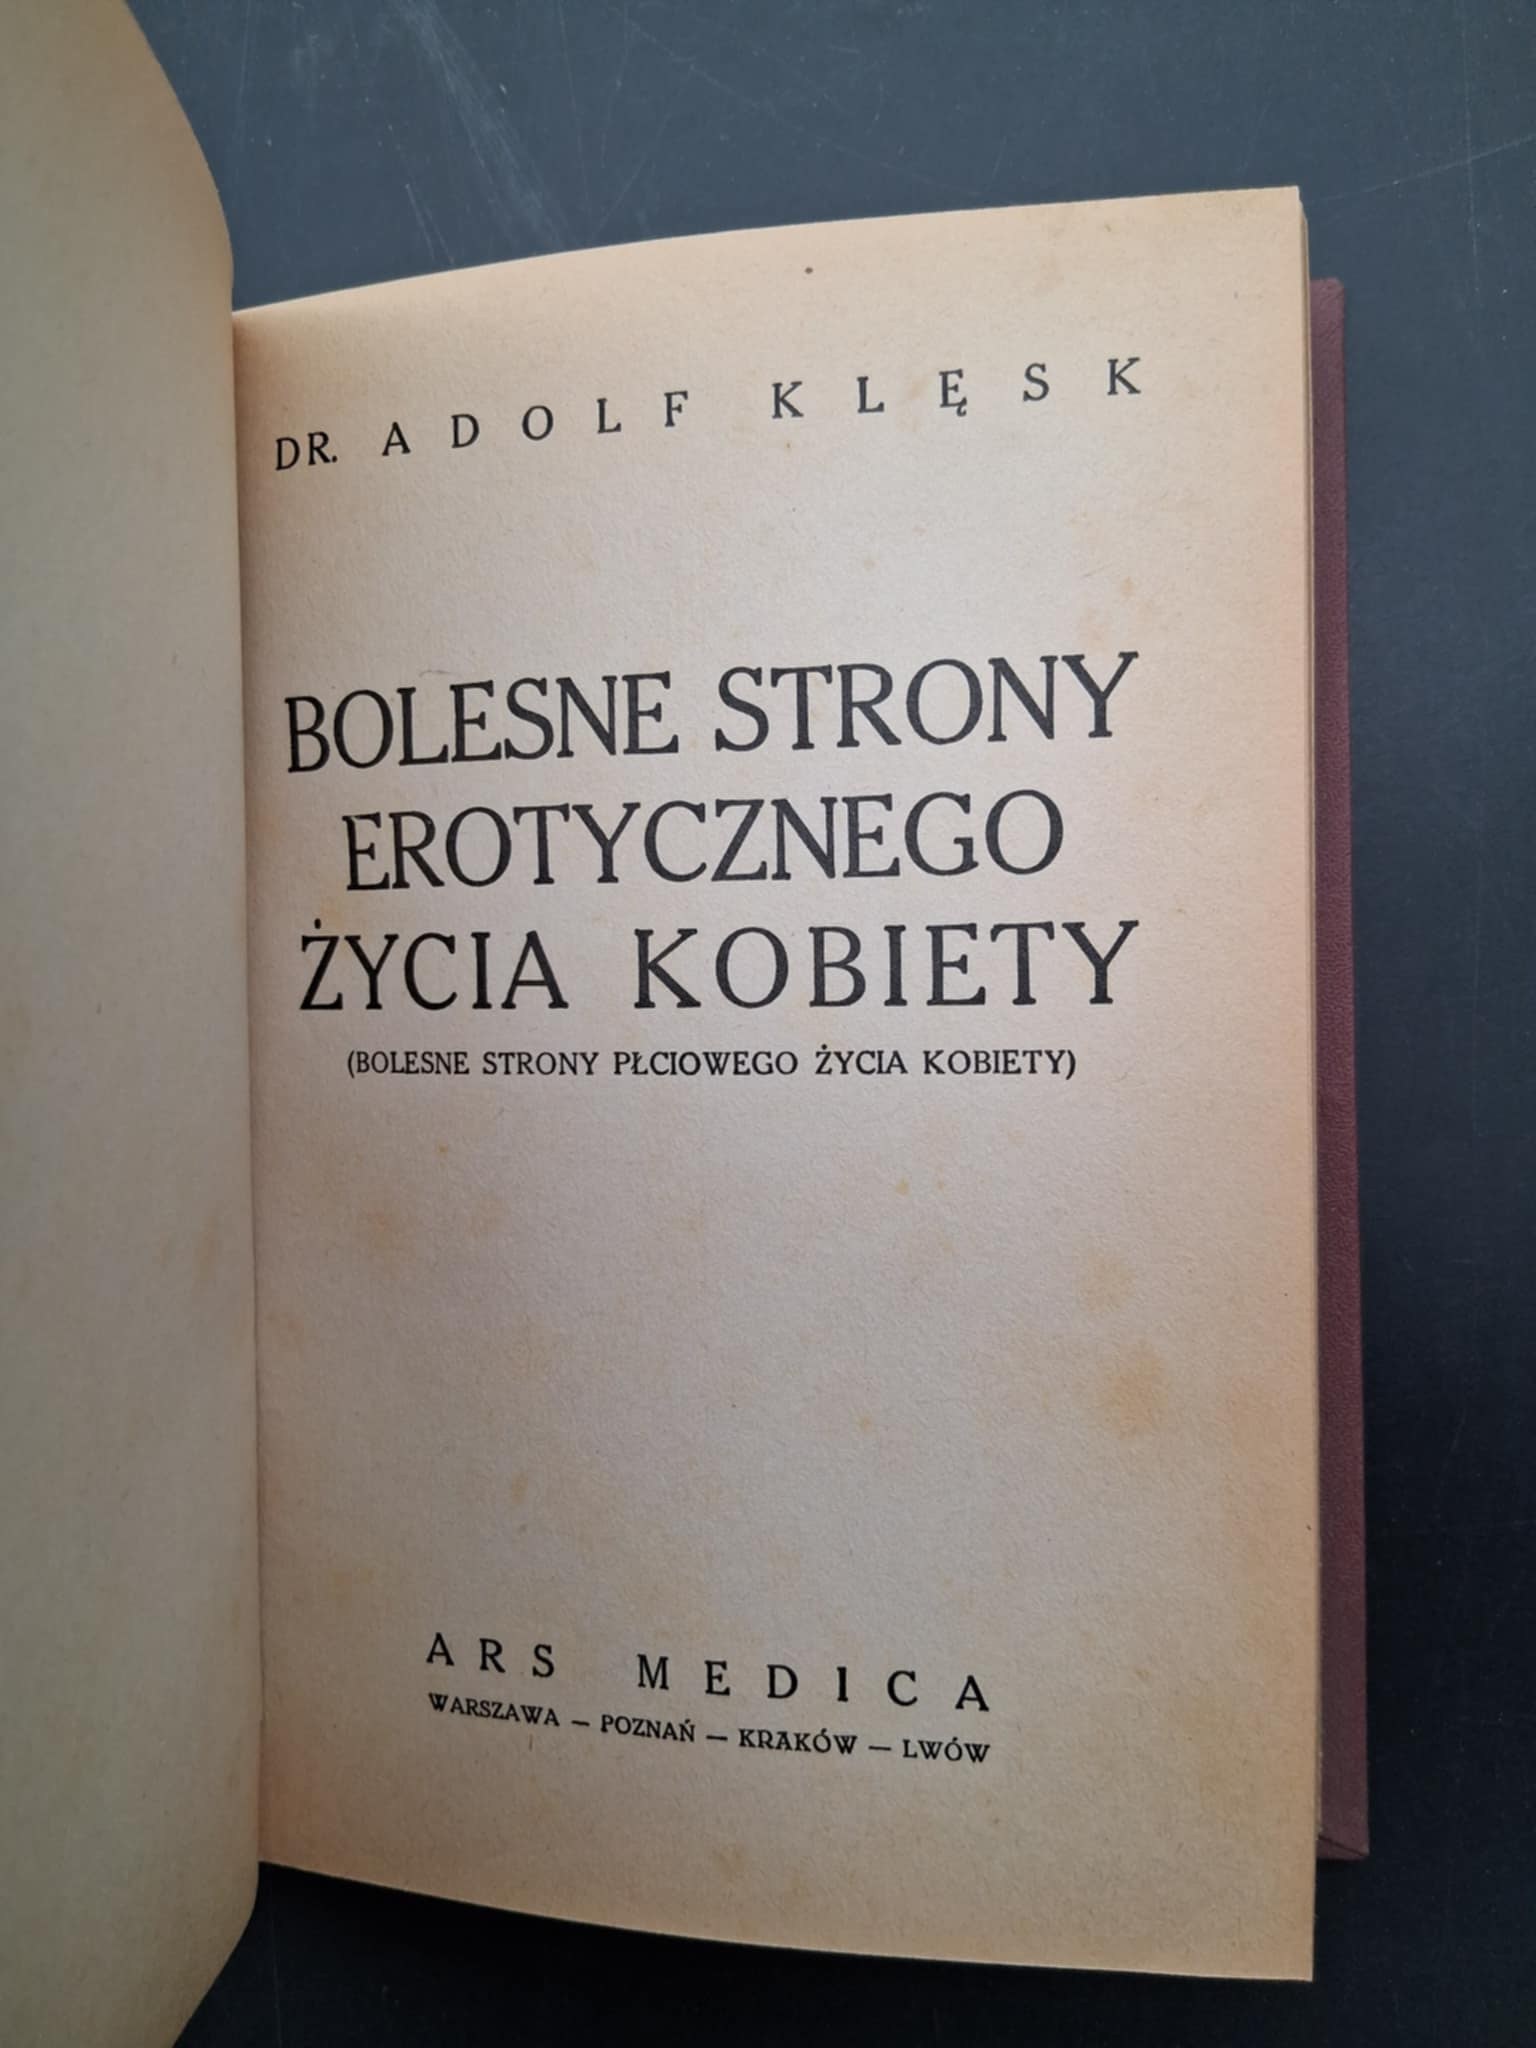 DR. ADOLF KLĘSK
BOLESNE STRONY
EROTYCZNEGO
ŻYCIA KOBIETY
(BOLESNE STRONY PŁCIOWEGO ŻYCIA KOBIETY)
ARS MEDICA
WARSZAWA — POZNAŃ — KRAKÓW — LWÓW